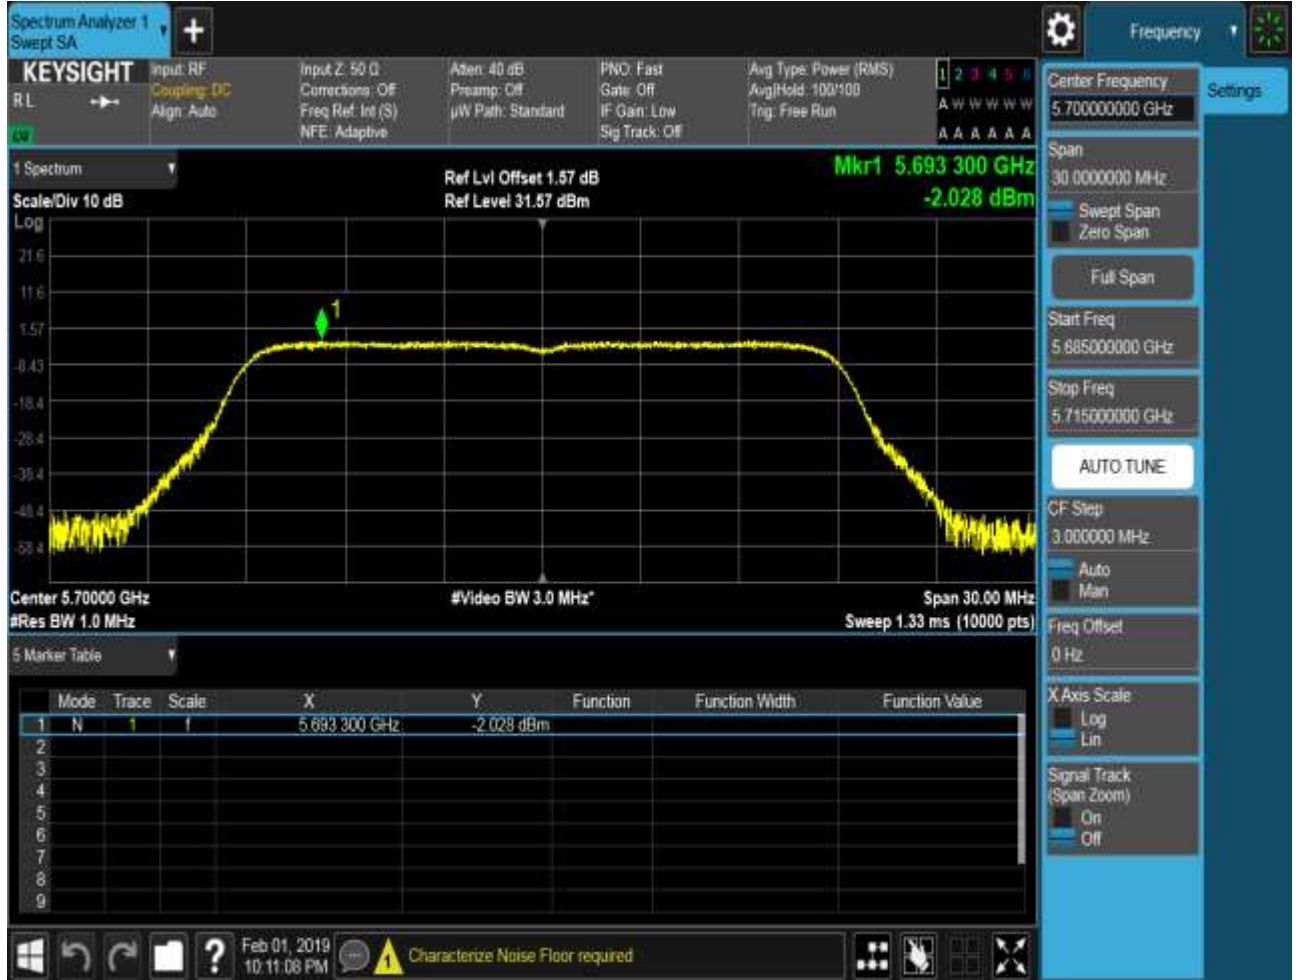 Spectrum Analyzer 1
Swept SA
+
Frequency
KEYSIGHT
RL
Input: RF
Coupling: DC
Align: Auto
Input Z: 50 Ω
Corrections: Off
Freq Ref: Int (S)
NFE: Adaptive
Atten: 40 dB
Preamp: Off
µW Path: Standard
PNO: Fast
Gate: Off
IF Gain: Low
Sig Track: Off
Avg Type: Power (RMS)
Avg|Hold: 100/100
Trig: Free Run
1 2 3 4 5 6
A W W W W W
A A A A A A
1 Spectrum
Scale/Div 10 dB
Ref Lvl Offset 1.57 dB
Ref Level 31.57 dBm
Mkr1 5.693 300 GHz
-2.028 dBm
Log
21.6
11.6
1.57
-8.43
-18.4
-28.4
-38.4
-48.4
-58.4
1
Center 5.70000 GHz
#Res BW 1.0 MHz
#Video BW 3.0 MHz*
Span 30.00 MHz
Sweep 1.33 ms (10000 pts)
5 Marker Table
Mode Trace Scale X Y Function Function Width Function Value
1 N 1 f 5.693 300 GHz -2.028 dBm
2
3
4
5
6
7
8
9
Center Frequency
5.700000000 GHz
Settings
Span
30.0000000 MHz
Swept Span
Zero Span
Full Span
Start Freq
5.685000000 GHz
Stop Freq
5.715000000 GHz
AUTO TUNE
CF Step
3.000000 MHz
Auto
Man
Freq Offset
0 Hz
X Axis Scale
Log
Lin
Signal Track
(Span Zoom)
On
Off
?
Feb 01, 2019
10:11:08 PM
1
Characterize Noise Floor required